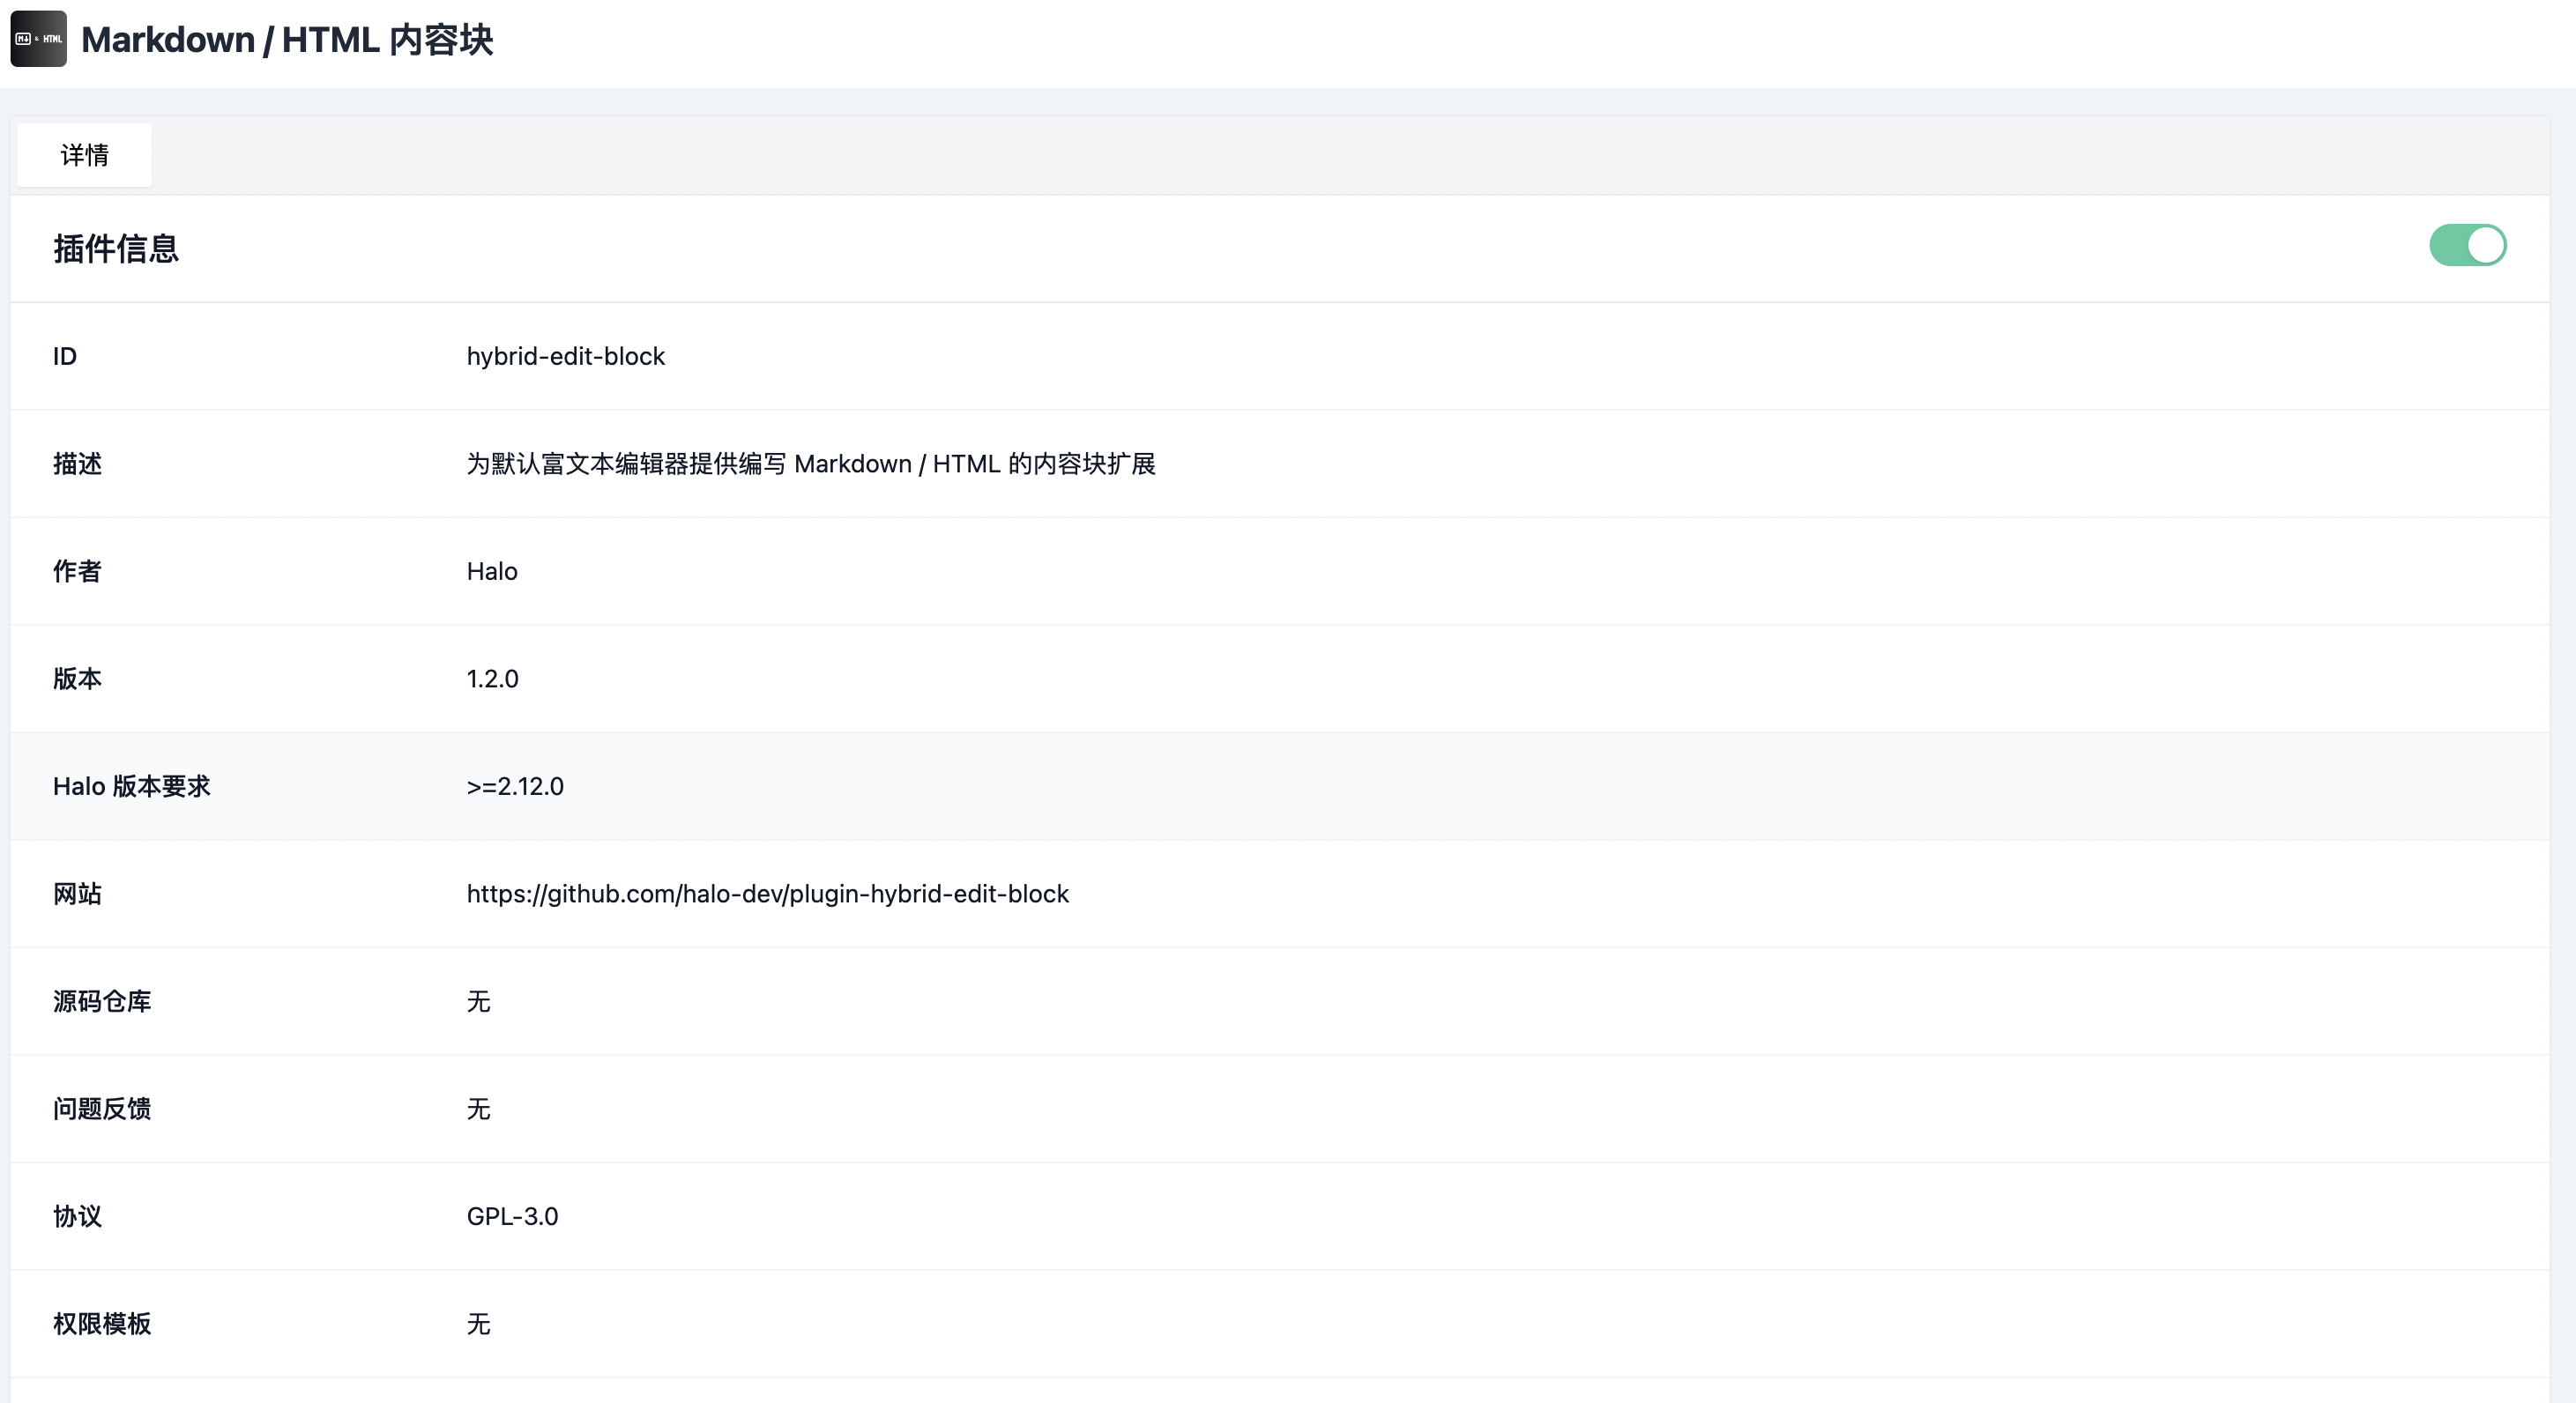 M↓ & HTML Markdown / HTML 内容块
详情
插件信息
ID hybrid-edit-block
描述 为默认富文本编辑器提供编写 Markdown / HTML 的内容块扩展
作者 Halo
版本 1.2.0
Halo 版本要求 >=2.12.0
网站 https://github.com/halo-dev/plugin-hybrid-edit-block
源码仓库 无
问题反馈 无
协议 GPL-3.0
权限模板 无